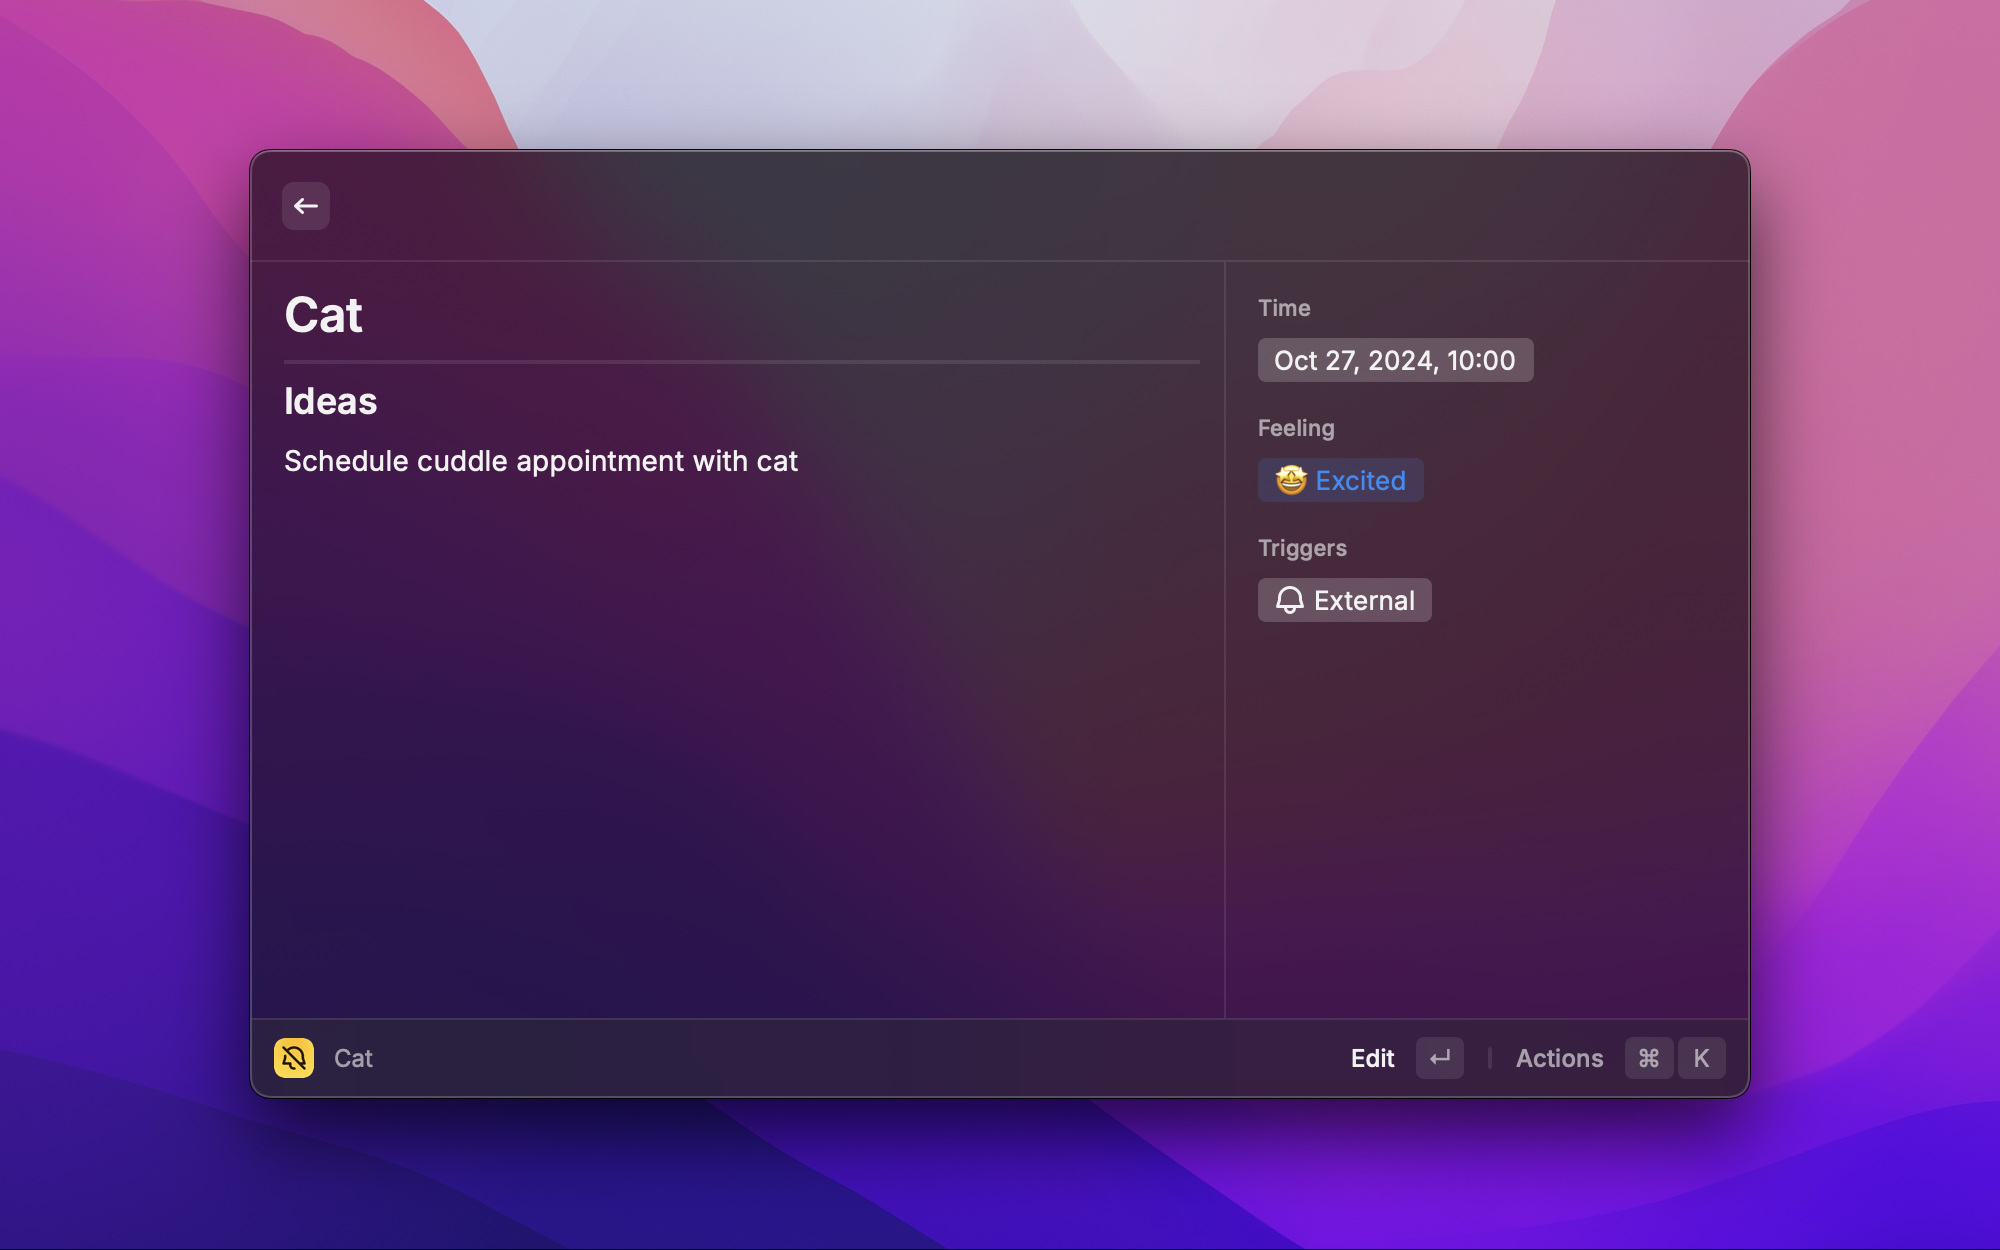 Cat
Ideas
Schedule cuddle appointment with cat
Time
Oct 27, 2024, 10:00
Feeling
🤩 Excited
Triggers
External
Cat
Edit ↵ Actions ⌘ K